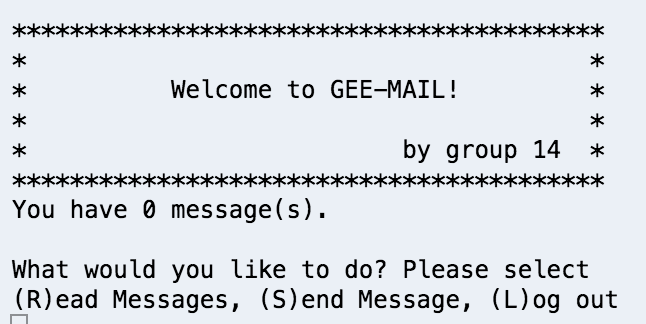 *****************************************
*                                       *
*          Welcome to GEE-MAIL!         *
*                                       *
*                          by group 14  *
*****************************************
You have 0 message(s).

What would you like to do? Please select
(R)ead Messages, (S)end Message, (L)og out